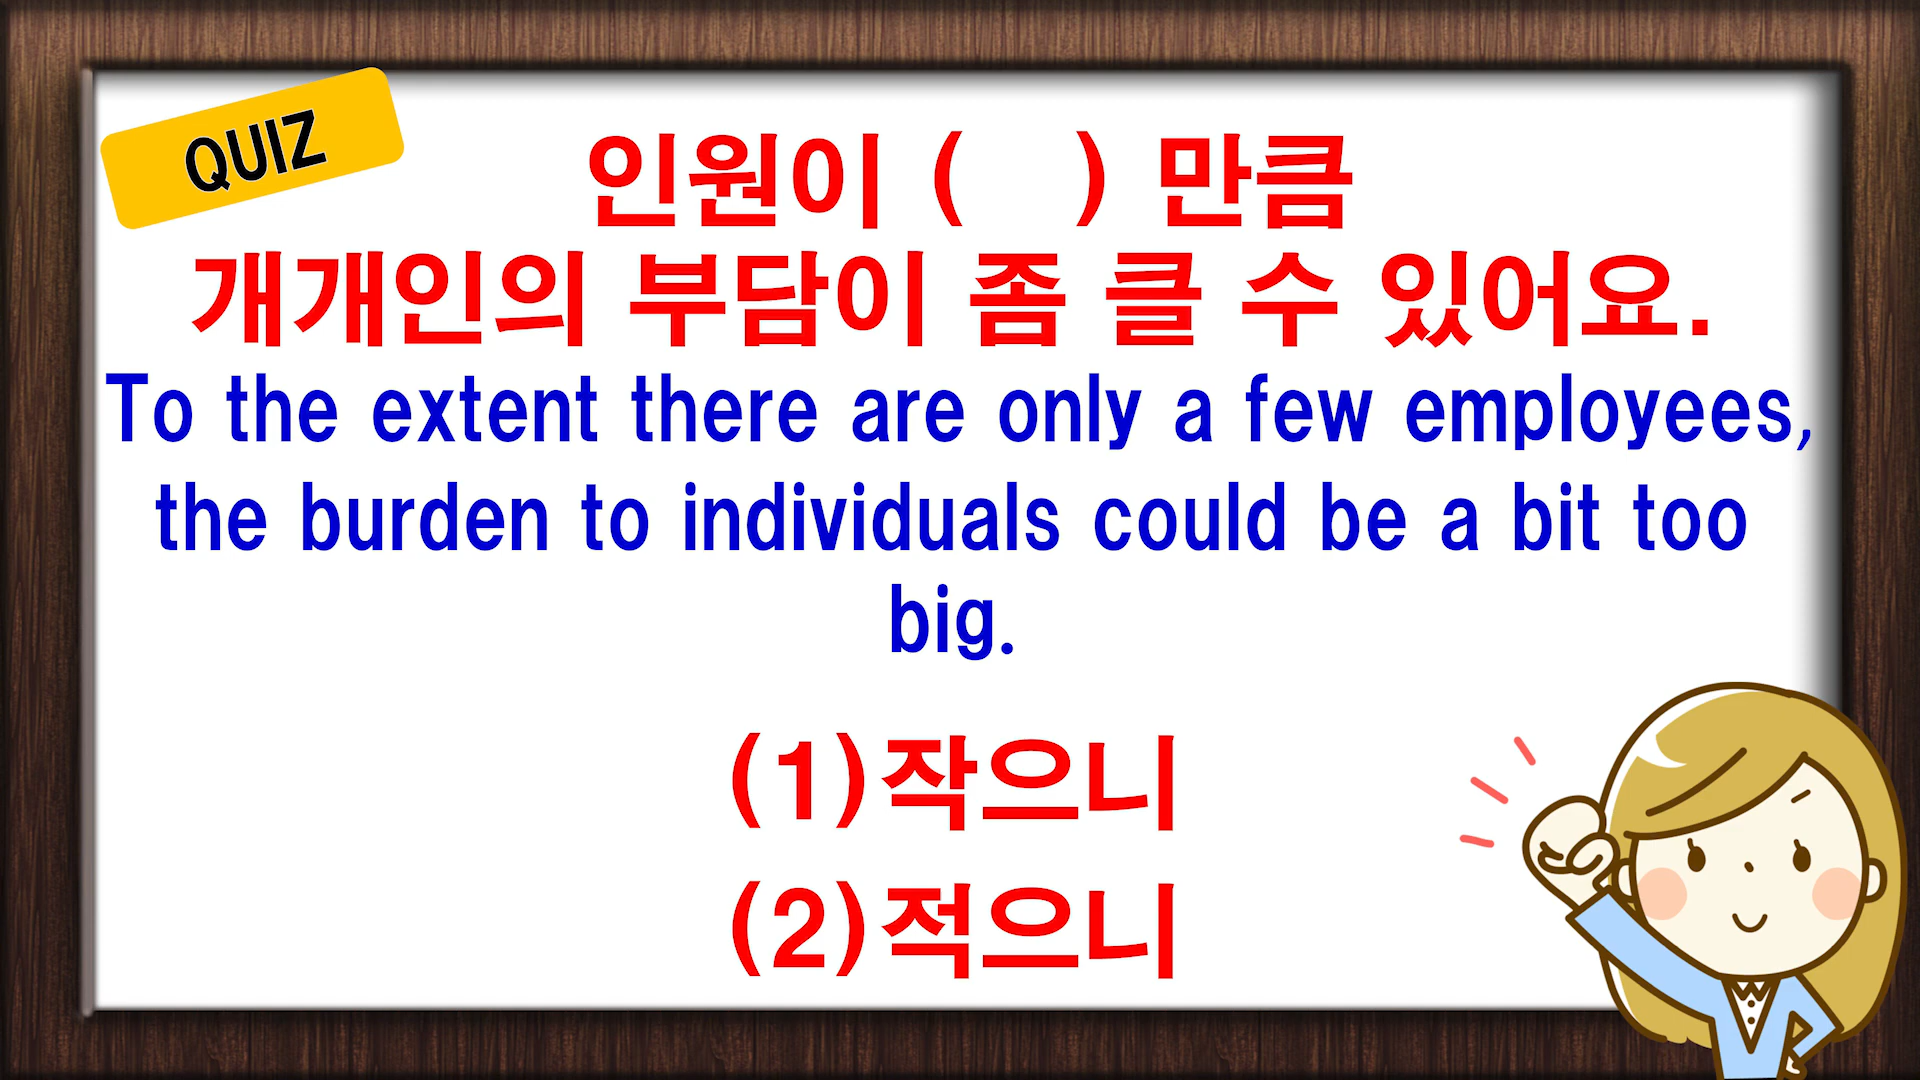 QUIZ
인원이 ( ) 만큼
개개인의 부담이 좀 클 수 있어요.
To the extent there are only a few employees,
the burden to individuals could be a bit too
big.
(1)작으니
(2)적으니